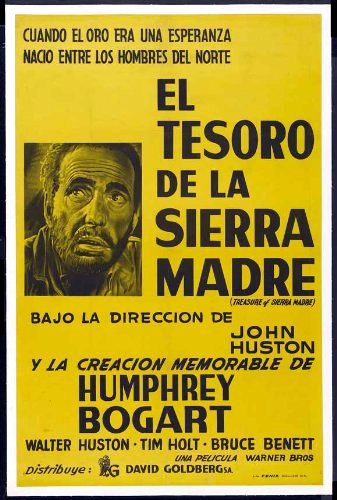 CUANDO EL ORO ERA UNA ESPERANZA
NACIO ENTRE LOS HOMBRES DEL NORTE
EL
TESORO
DE LA
SIERRA
MADRE
(TREASURE of SIERRA MADRE)
BAJO LA DIRECCION DE
JOHN
HUSTON
Y LA CREACION MEMORABLE DE
HUMPHREY
BOGART
WALTER HUSTON · TIM HOLT · BRUCE BENETT
UNA PELICULA WARNER BROS
Distribuye: DAVID GOLDBERG S.A.